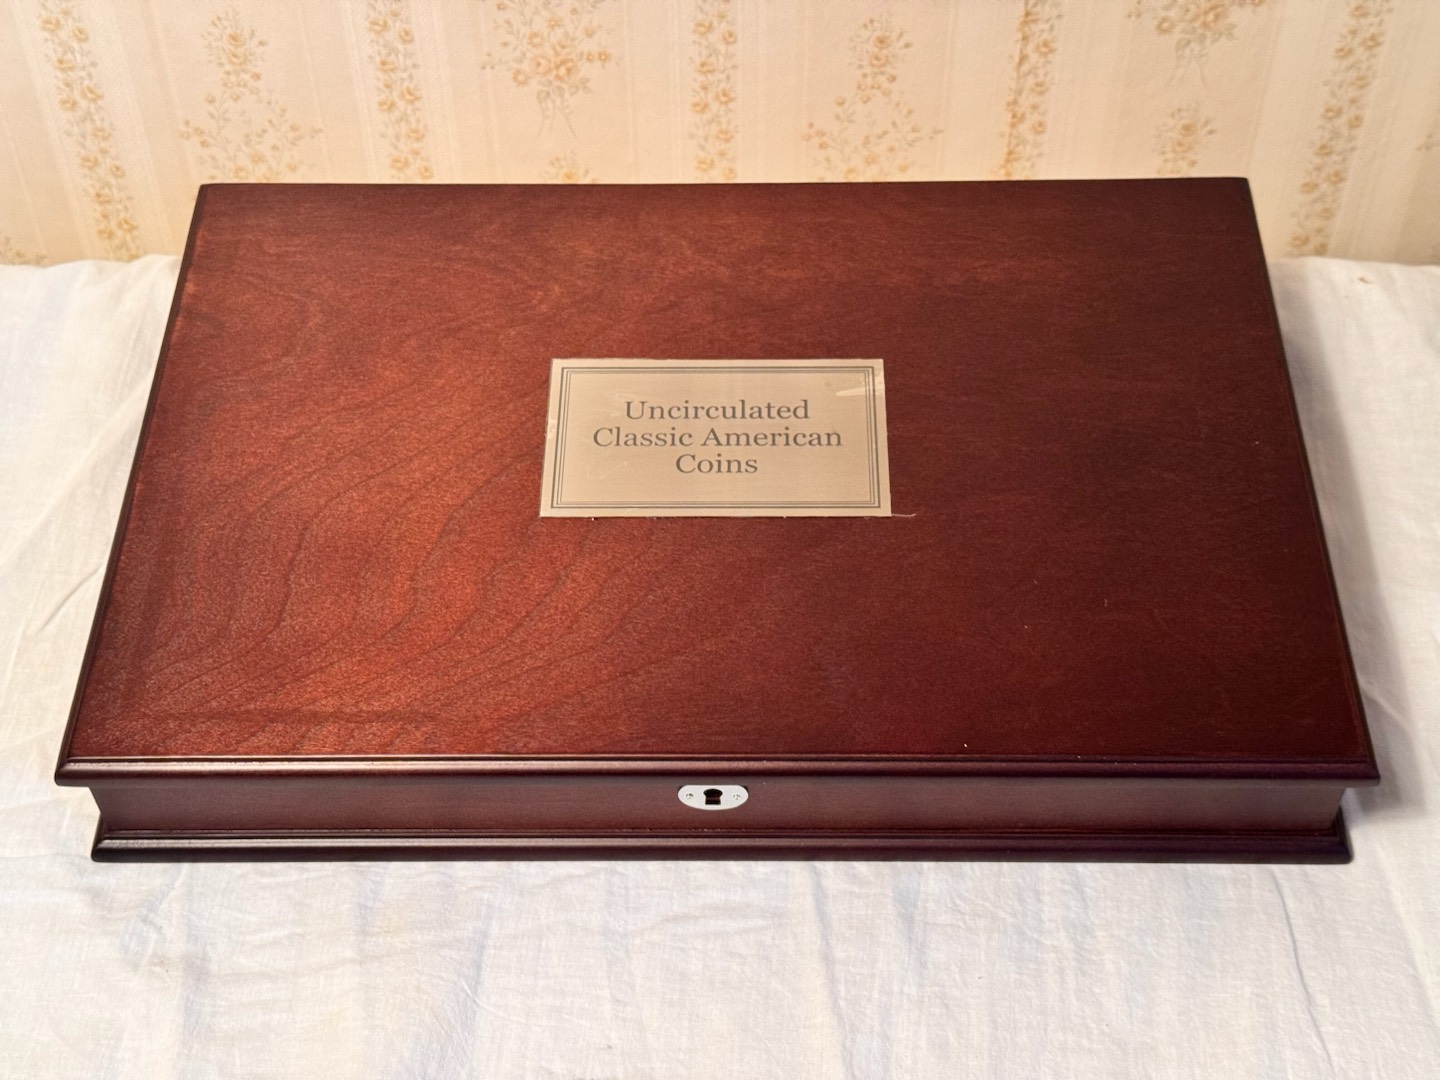 Uncirculated
Classic American
Coins